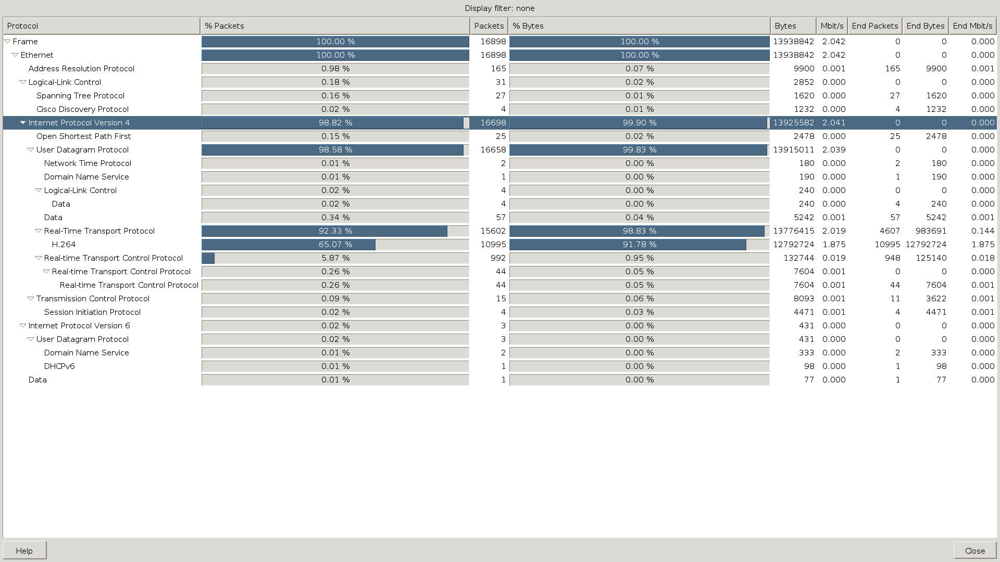 Display filter: none
Protocol % Packets Packets % Bytes Bytes Mbit/s End Packets End Bytes End Mbit/s
Frame 100.00 % 16898 100.00 % 13938842 2.042 0 0 0.000
Ethernet 100.00 % 16898 100.00 % 13938842 2.042 0 0 0.000
Address Resolution Protocol 0.98 % 165 0.07 % 9900 0.001 165 9900 0.001
Logical-Link Control 0.18 % 31 0.02 % 2852 0.000 0 0 0.000
Spanning Tree Protocol 0.16 % 27 0.01 % 1620 0.000 27 1620 0.000
Cisco Discovery Protocol 0.02 % 4 0.01 % 1232 0.000 4 1232 0.000
Internet Protocol Version 4 98.82 % 16698 99.90 % 13925582 2.041 0 0 0.000
Open Shortest Path First 0.15 % 25 0.02 % 2478 0.000 25 2478 0.000
User Datagram Protocol 98.58 % 16658 99.83 % 13915011 2.039 0 0 0.000
Network Time Protocol 0.01 % 2 0.00 % 180 0.000 2 180 0.000
Domain Name Service 0.01 % 1 0.00 % 190 0.000 1 190 0.000
Logical-Link Control 0.02 % 4 0.00 % 240 0.000 0 0 0.000
Data 0.02 % 4 0.00 % 240 0.000 4 240 0.000
Data 0.34 % 57 0.04 % 5242 0.001 57 5242 0.001
Real-Time Transport Protocol 92.33 % 15602 98.83 % 13776415 2.019 4607 983691 0.144
H.264 65.07 % 10995 91.78 % 12792724 1.875 10995 12792724 1.875
Real-time Transport Control Protocol 5.87 % 992 0.95 % 132744 0.019 948 125140 0.018
Real-time Transport Control Protocol 0.26 % 44 0.05 % 7604 0.001 0 0 0.000
Real-time Transport Control Protocol 0.26 % 44 0.05 % 7604 0.001 44 7604 0.001
Transmission Control Protocol 0.09 % 15 0.06 % 8093 0.001 11 3622 0.001
Session Initiation Protocol 0.02 % 4 0.03 % 4471 0.001 4 4471 0.001
Internet Protocol Version 6 0.02 % 3 0.00 % 431 0.000 0 0 0.000
User Datagram Protocol 0.02 % 3 0.00 % 431 0.000 0 0 0.000
Domain Name Service 0.01 % 2 0.00 % 333 0.000 2 333 0.000
DHCPv6 0.01 % 1 0.00 % 98 0.000 1 98 0.000
Data 0.01 % 1 0.00 % 77 0.000 1 77 0.000
Help Close